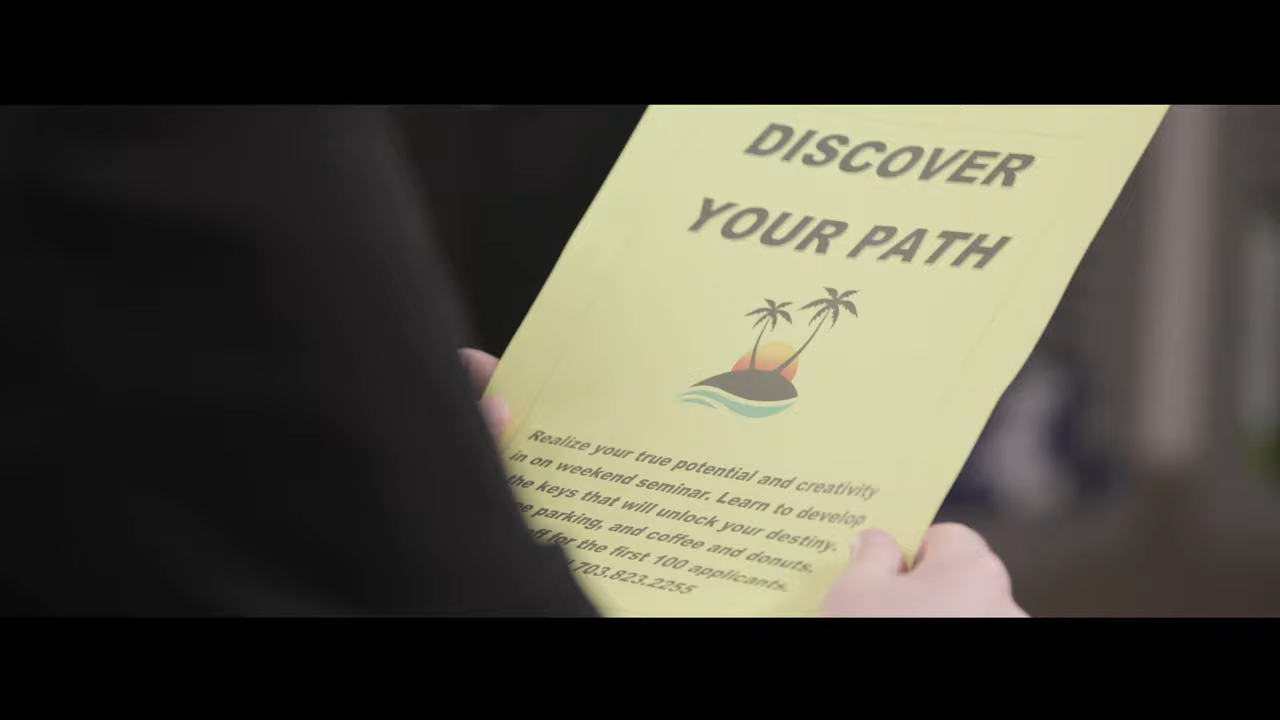 DISCOVER
YOUR PATH
Realize your true potential and creativity
in on weekend seminar. Learn to develop
the keys that will unlock your destiny.
parking, and coffee and donuts.
off for the first 100 applicants.
703.823.2255